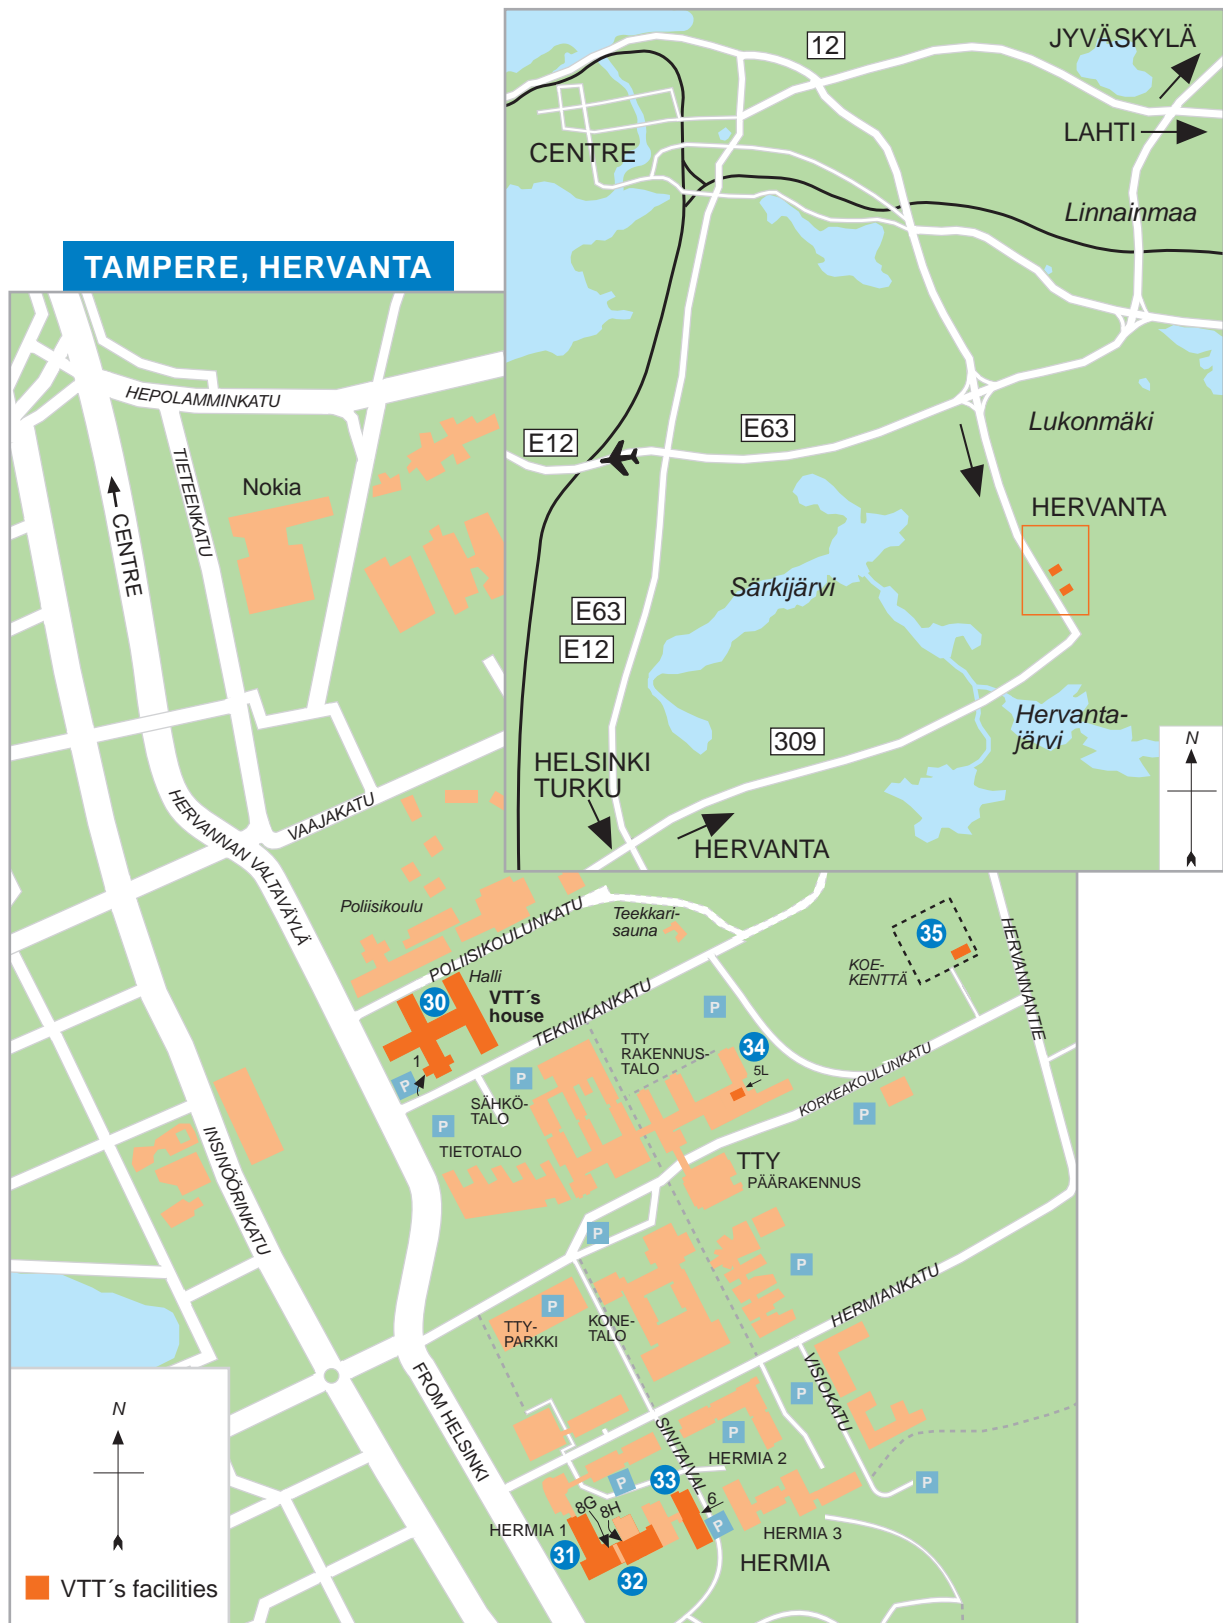 TAMPERE, HERVANTA
12
JYVÄSKYLÄ
LAHTI
CENTRE
Linnainmaa
E12
E63
Lukonmäki
HERVANTA
Särkijärvi
E63
E12
Hervanta-
järvi
309
HELSINKI
TURKU
HERVANTA
N
HEPOLAMMINKATU
TIETEENKATU
Nokia
CENTRE
VAAJAKATU
HERVANNAN VALTAVÄYLÄ
Poliisikoulu
POLIISIKOULUNKATU
Teekkari-
sauna
Halli
30
VTT´s
house
1
P
TEKNIIKANKATU
35
KOE-
KENTTÄ
HERVANNANTIE
P
TTY
RAKENNUS-
TALO
34
5L
P
SÄHKÖ-
TALO
P
TIETOTALO
KORKEAKOULUNKATU
P
TTY
PÄÄRAKENNUS
INSINÖÖRINKATU
P
P
HERMIANKATU
P
TTY-
PARKKI
KONE-
TALO
VISIOKATU
P
FROM HELSINKI
SINITAIVAL
P
HERMIA 2
33
P
6
P
P
8G
8H
HERMIA 1
HERMIA 3
31
32
HERMIA
N
VTT´s facilities